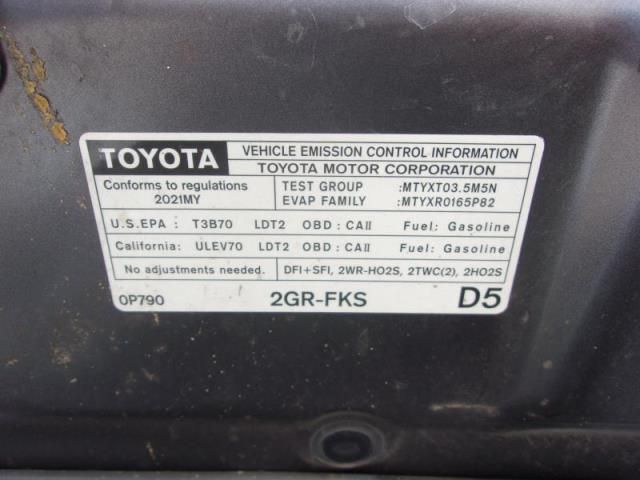 TOYOTA VEHICLE EMISSION CONTROL INFORMATION
TOYOTA MOTOR CORPORATION
Conforms to regulations TEST GROUP :MTYXT03.5M5N
2021MY EVAP FAMILY :MTYXR0165P82
U.S.EPA : T3B70 LDT2 OBD : CAII Fuel: Gasoline
California: ULEV70 LDT2 OBD : CAII Fuel: Gasoline
No adjustments needed. DFI+SFI, 2WR-HO2S, 2TWC(2), 2HO2S
0P790 2GR-FKS D5